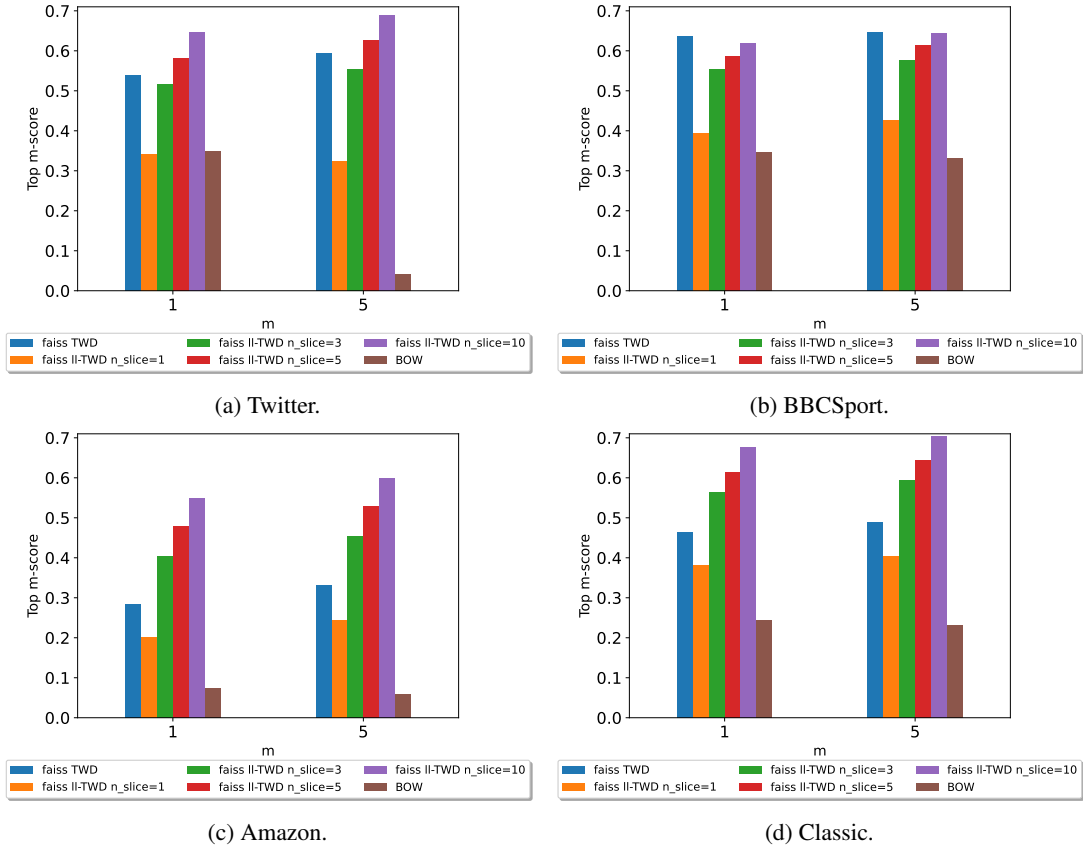 0.7
0.6
0.5
0.4
0.3
0.2
0.1
0.0
Top m-score
1 5
m
faiss TWD faiss ll-TWD n_slice=3 faiss ll-TWD n_slice=10
faiss ll-TWD n_slice=1 faiss ll-TWD n_slice=5 BOW
(a) Twitter.
0.7
0.6
0.5
0.4
0.3
0.2
0.1
0.0
Top m-score
1 5
m
faiss TWD faiss ll-TWD n_slice=3 faiss ll-TWD n_slice=10
faiss ll-TWD n_slice=1 faiss ll-TWD n_slice=5 BOW
(b) BBCSport.
0.7
0.6
0.5
0.4
0.3
0.2
0.1
0.0
Top m-score
1 5
m
faiss TWD faiss ll-TWD n_slice=3 faiss ll-TWD n_slice=10
faiss ll-TWD n_slice=1 faiss ll-TWD n_slice=5 BOW
(c) Amazon.
0.7
0.6
0.5
0.4
0.3
0.2
0.1
0.0
Top m-score
1 5
m
faiss TWD faiss ll-TWD n_slice=3 faiss ll-TWD n_slice=10
faiss ll-TWD n_slice=1 faiss ll-TWD n_slice=5 BOW
(d) Classic.